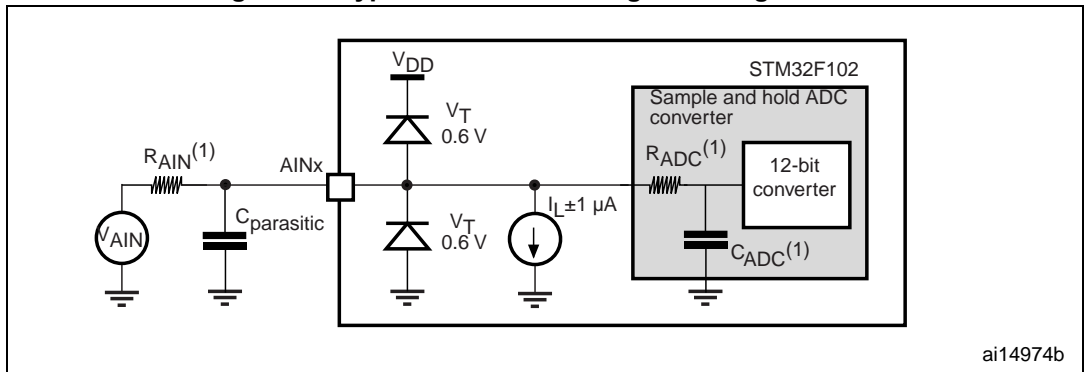 V_DD
STM32F102
Sample and hold ADC
converter
V_T
0.6 V
R_AIN(1)
AINx
R_ADC(1)
12-bit
converter
V_AIN
C_parasitic
V_T
0.6 V
I_L±1 µA
C_ADC(1)
ai14974b